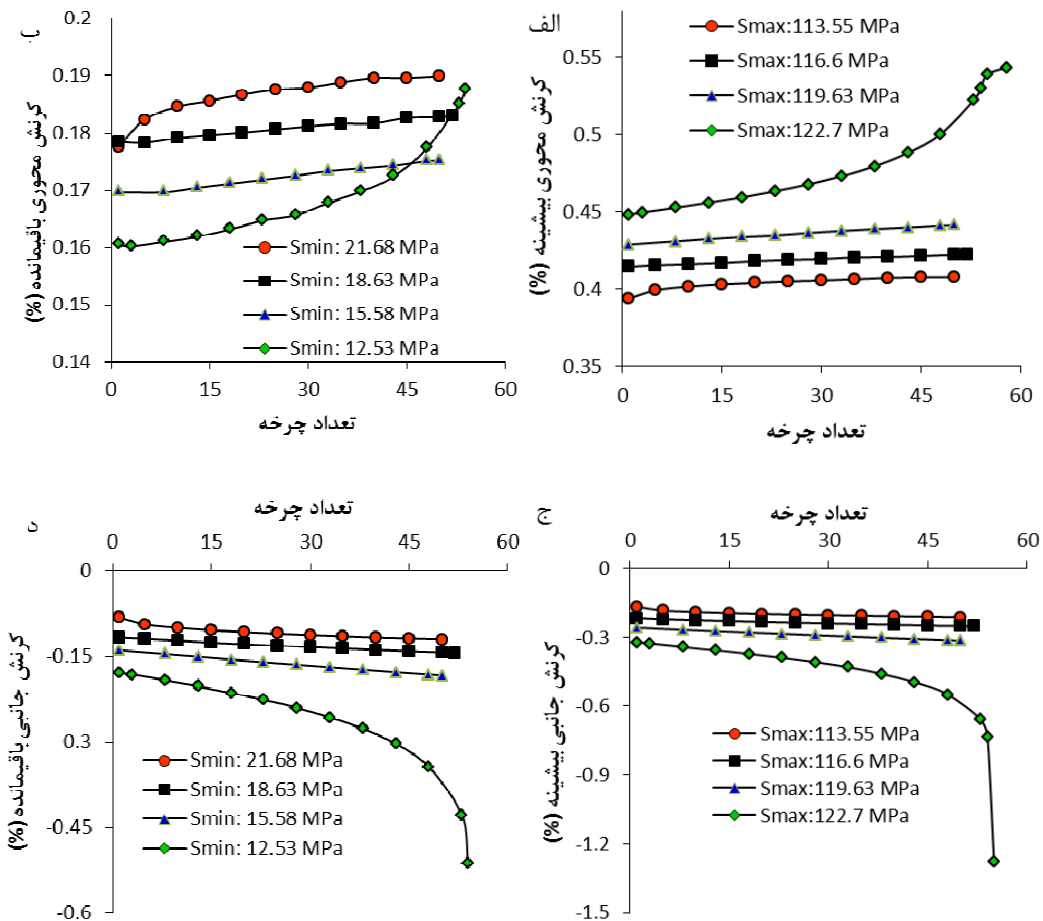 الف
Smax:113.55 MPa
Smax:116.6 MPa
Smax:119.63 MPa
Smax:122.7 MPa
0.55
0.5
0.45
0.4
0.35
0 15 30 45 60
تعداد چرخه
کرنش محوری بیشینه (%)
0.2
0.19
0.18
0.17
0.16
0.15
0.14
0 15 30 45 60
تعداد چرخه
کرنش محوری باقیمانده (%)
Smin: 21.68 MPa
Smin: 18.63 MPa
Smin: 15.58 MPa
Smin: 12.53 MPa
ج
تعداد چرخه
0 15 30 45 60
0
-0.3
-0.6
-0.9
-1.2
-1.5
کرنش جانبی بیشینه (%)
Smax:113.55 MPa
Smax:116.6 MPa
Smax:119.63 MPa
Smax:122.7 MPa
تعداد چرخه
0 15 30 45 60
0
-0.15
0.3
-0.45
-0.6
کرنش جانبی باقیمانده (%)
Smin: 21.68 MPa
Smin: 18.63 MPa
Smin: 15.58 MPa
Smin: 12.53 MPa